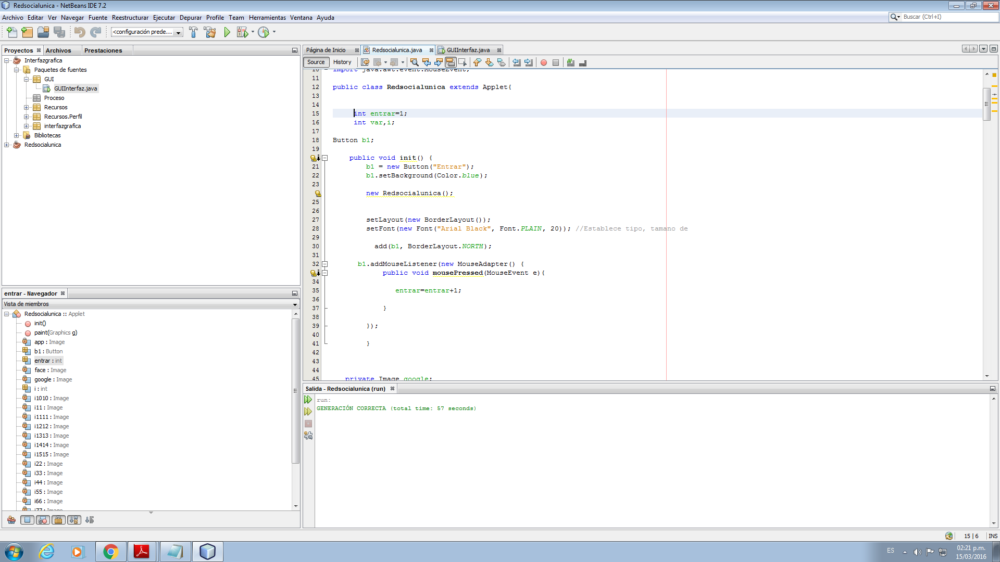 Redsocialunica - NetBeans IDE 7.2
Archivo Editar Ver Navegar Fuente Reestructurar Ejecutar Depurar Profile Team Herramientas Ventana Ayuda
Buscar (Ctrl+I)
<configuración prede...
Proyectos Archivos Prestaciones
Interfazgrafica
Paquetes de fuentes
GUI
GUIInterfaz.java
Proceso
Recursos
Recursos.Perfil
interfazgrafica
Bibliotecas
Redsocialunica
entrar - Navegador
Vista de miembros
Redsocialunica :: Applet
init()
paint(Graphics g)
app : Image
b1 : Button
entrar : int
face : Image
google : Image
i : int
i1010 : Image
i11 : Image
i1111 : Image
i1212 : Image
i1313 : Image
i1414 : Image
i1515 : Image
i22 : Image
i33 : Image
i44 : Image
i55 : Image
i66 : Image
i77 : Image
Página de Inicio Redsocialunica.java GUIInterfaz.java
Source History
10 import java.awt.event.MouseEvent;
11
12 public class Redsocialunica extends Applet{
13
14
15 int entrar=1;
16 int var,i;
17
18 Button b1;
19
public void init() {
21 b1 = new Button("Entrar");
22 b1.setBackground(Color.blue);
23
new Redsocialunica();
25
26
27 setLayout(new BorderLayout());
28 setFont(new Font("Arial Black", Font.PLAIN, 20)); //Establece tipo, tamano de
29
30 add(b1, BorderLayout.NORTH);
31
32 b1.addMouseListener(new MouseAdapter() {
public void mousePressed(MouseEvent e){
34
35 entrar=entrar+1;
36
37 }
38
39 });
40
41 }
42
43
44
45 private Image google;
Salida - Redsocialunica (run)
run:
GENERACIÓN CORRECTA (total time: 57 seconds)
15 | 6 INS
ES
02:21 p.m.
15/03/2016